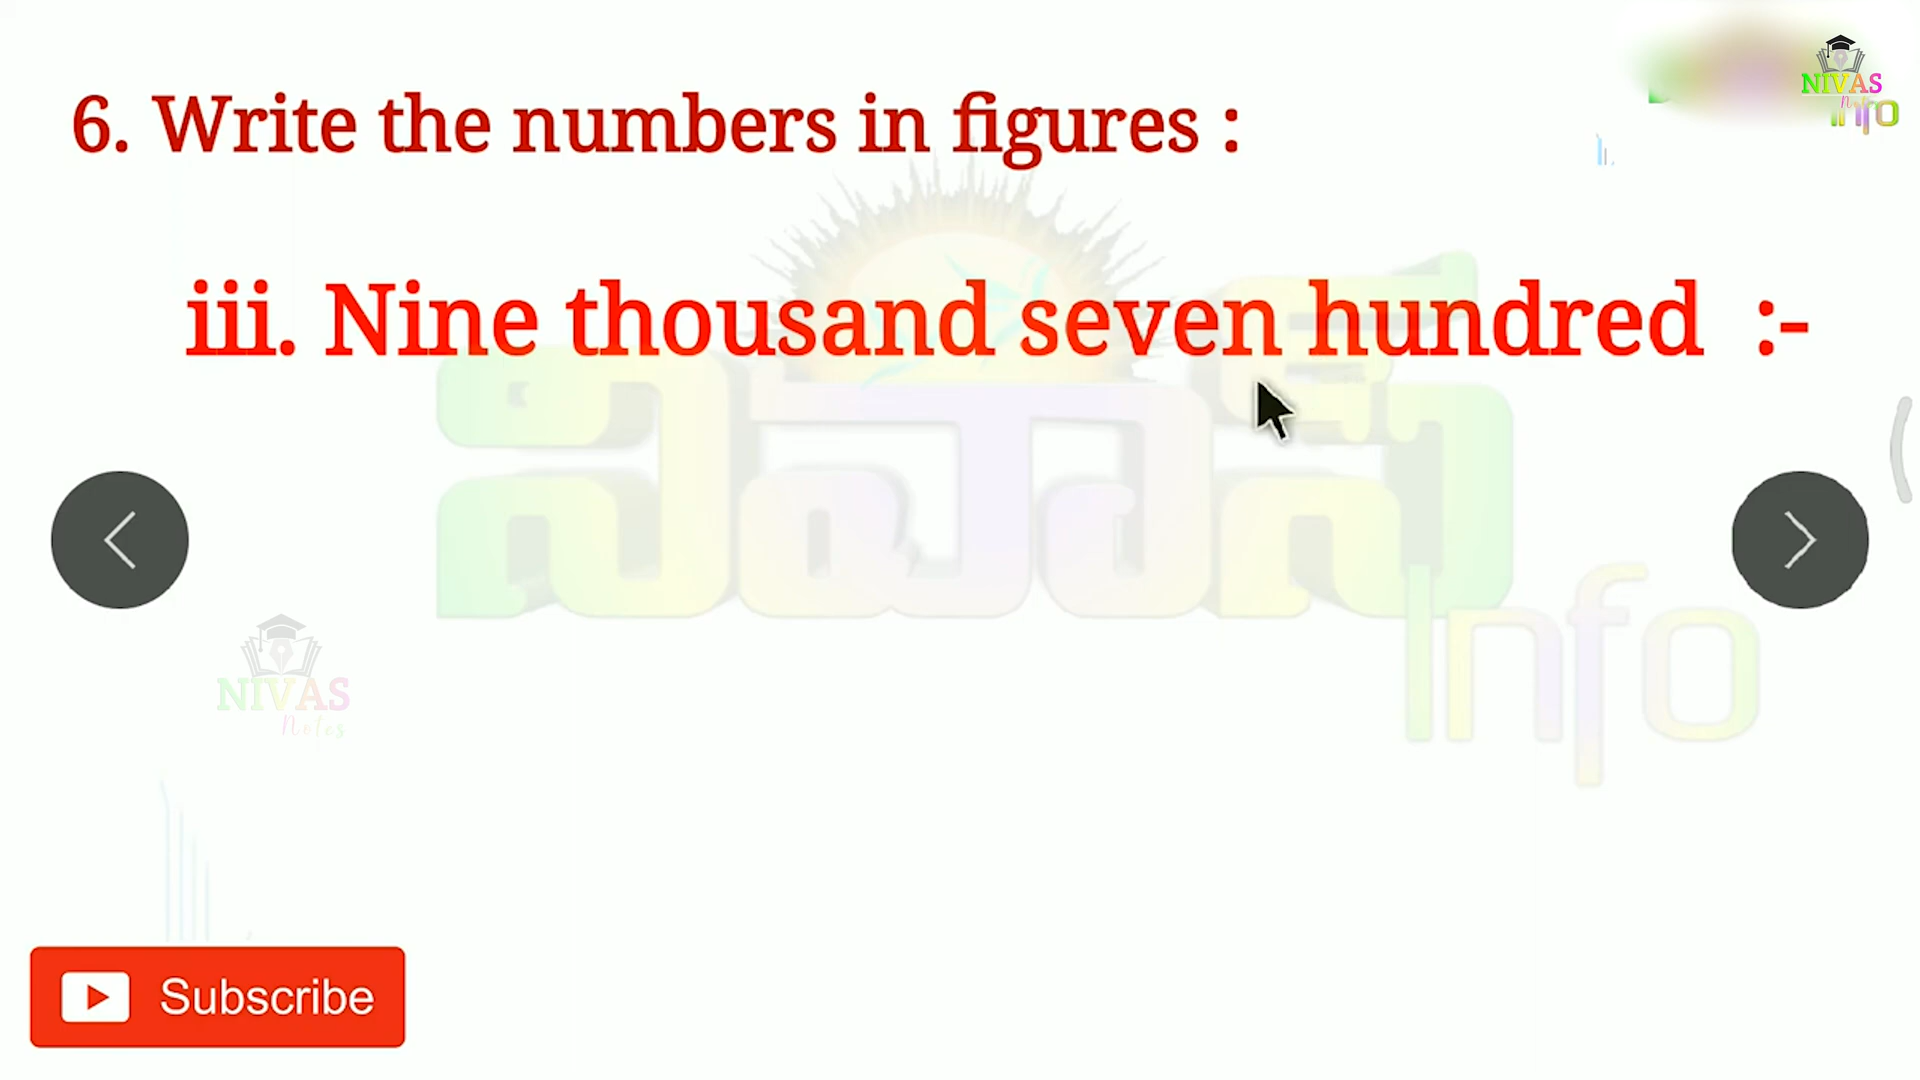 6. Write the numbers in figures :
NIVAS
info
iii. Nine thousand seven hundred :-
ನಿವಾಸ
Info
NIVAS
Notes
Subscribe